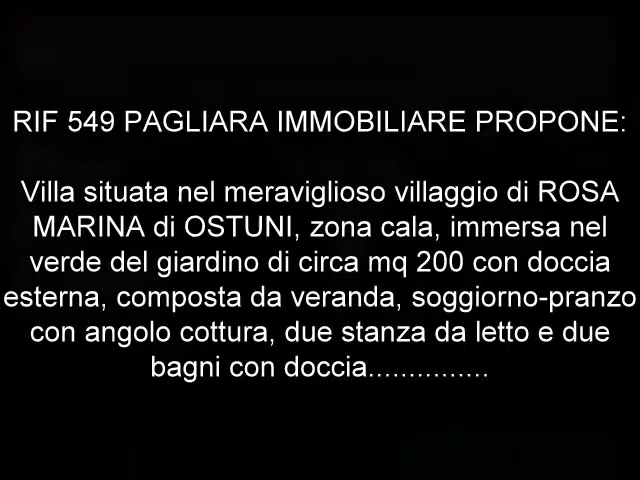 RIF 549 PAGLIARA IMMOBILIARE PROPONE:
Villa situata nel meraviglioso villaggio di ROSA
MARINA di OSTUNI, zona cala, immersa nel
verde del giardino di circa mq 200 con doccia
esterna, composta da veranda, soggiorno-pranzo
con angolo cottura, due stanza da letto e due
bagni con doccia...............